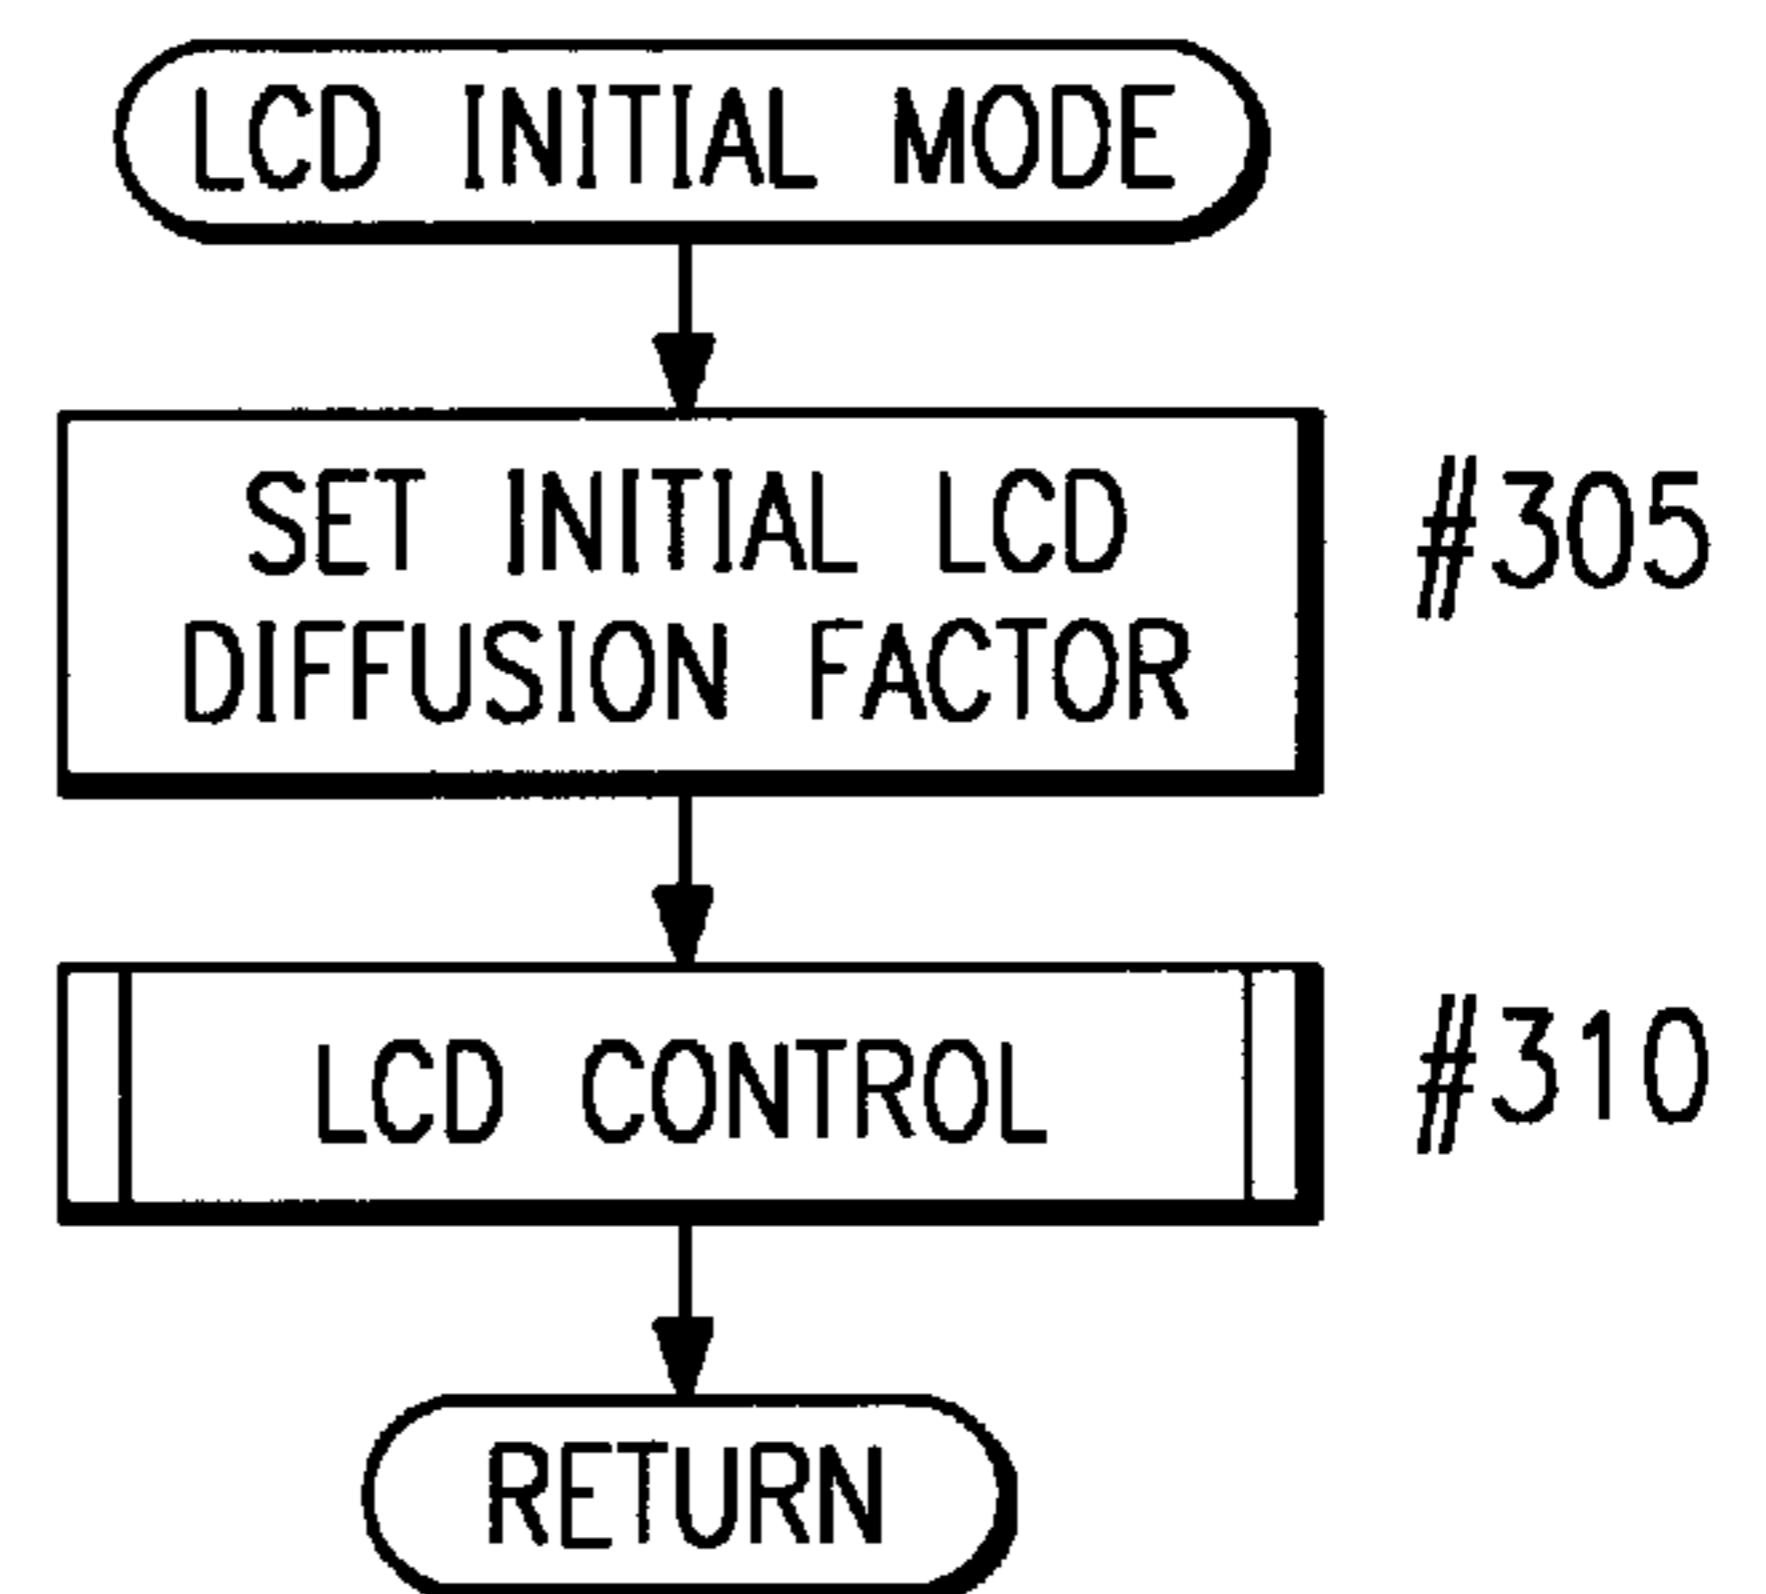 LCD INITIAL MODE
SET INITIAL LCD
DIFFUSION FACTOR
#305
LCD CONTROL
#310
RETURN